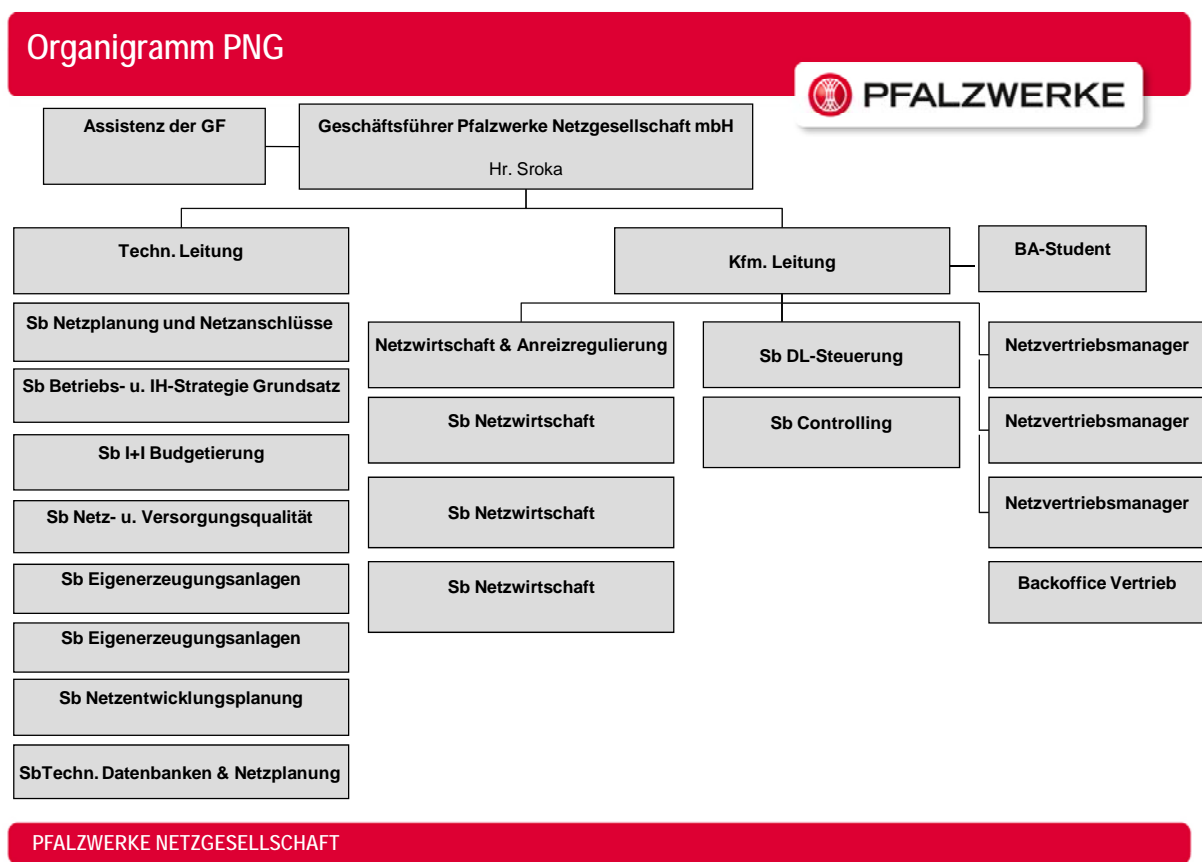 Organigramm PNG
PFALZWERKE
Assistenz der GF
Geschäftsführer Pfalzwerke Netzgesellschaft mbH
Hr. Sroka
Techn. Leitung
Kfm. Leitung
BA-Student
Sb Netzplanung und Netzanschlüsse
Sb Betriebs- u. IH-Strategie Grundsatz
Sb I+I Budgetierung
Sb Netz- u. Versorgungsqualität
Sb Eigenerzeugungsanlagen
Sb Eigenerzeugungsanlagen
Sb Netzentwicklungsplanung
SbTechn. Datenbanken & Netzplanung
Netzwirtschaft & Anreizregulierung
Sb Netzwirtschaft
Sb Netzwirtschaft
Sb Netzwirtschaft
Sb DL-Steuerung
Sb Controlling
Netzvertriebsmanager
Netzvertriebsmanager
Netzvertriebsmanager
Backoffice Vertrieb
PFALZWERKE NETZGESELLSCHAFT